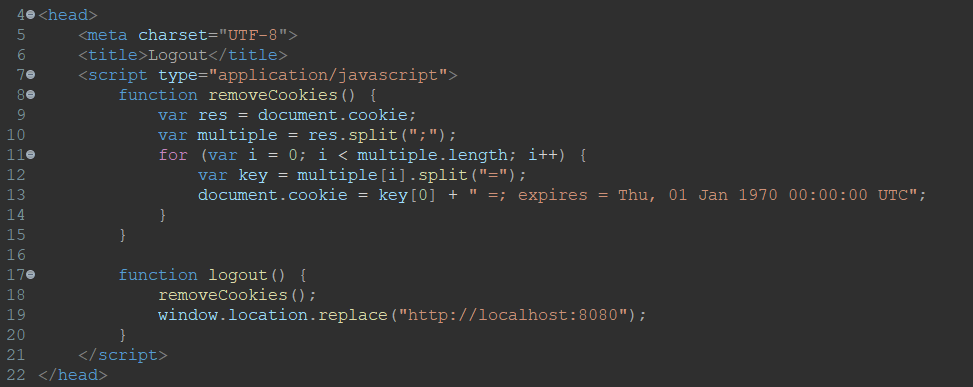 4 <head>
5 <meta charset="UTF-8">
6 <title>Logout</title>
7 <script type="application/javascript">
8 function removeCookies() {
9 var res = document.cookie;
10 var multiple = res.split(";");
11 for (var i = 0; i < multiple.length; i++) {
12 var key = multiple[i].split("=");
13 document.cookie = key[0] + " =; expires = Thu, 01 Jan 1970 00:00:00 UTC";
14 }
15 }
16
17 function logout() {
18 removeCookies();
19 window.location.replace("http://localhost:8080");
20 }
21 </script>
22 </head>